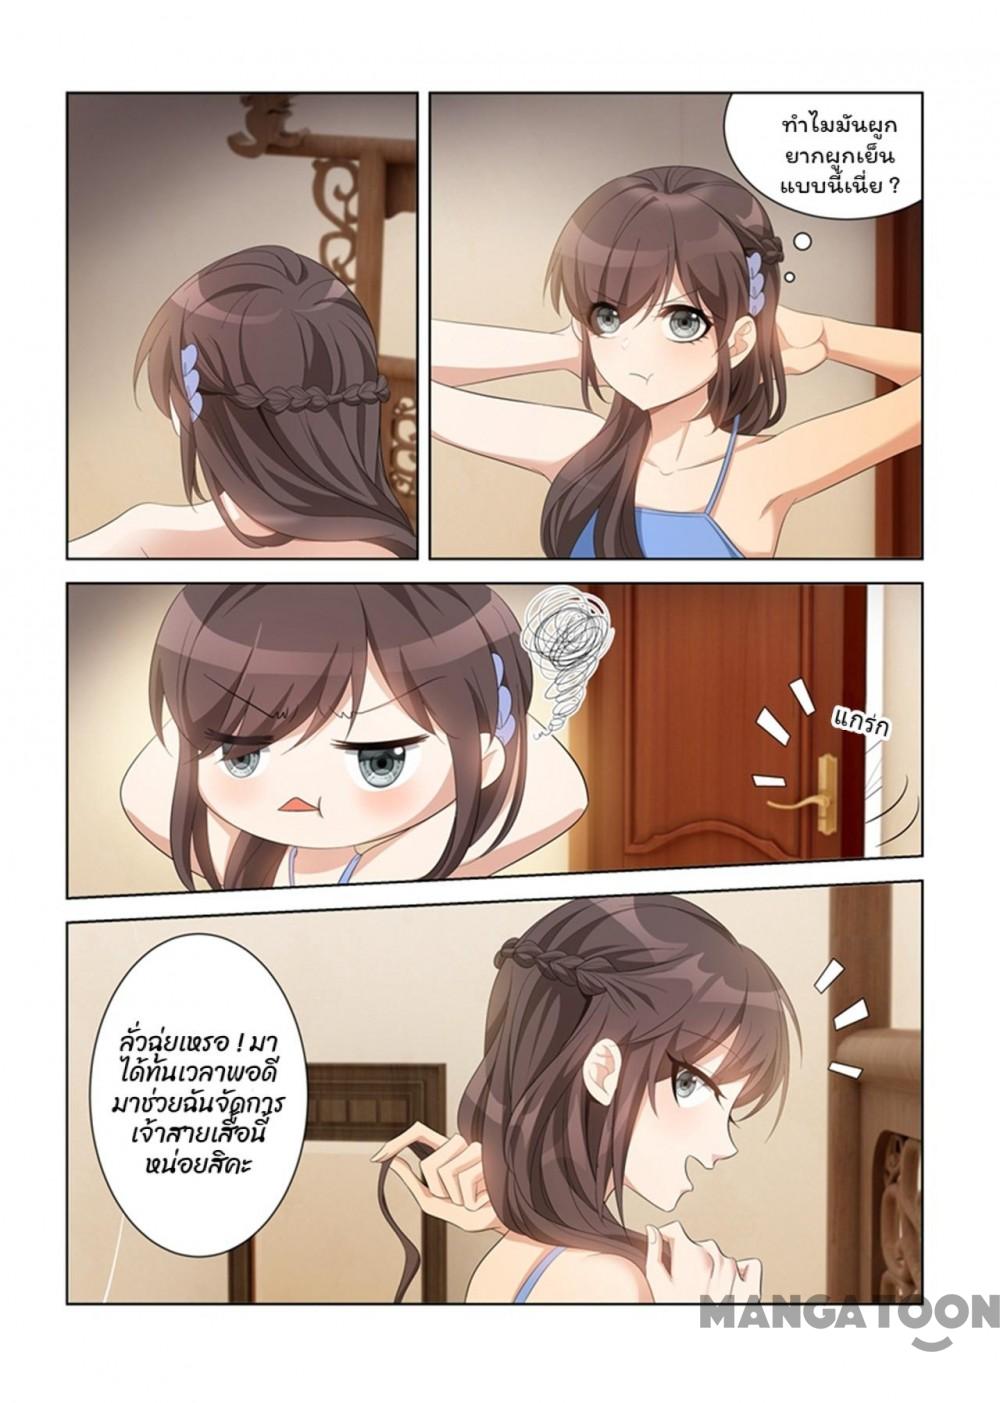 ทำไมมันผูก
ยากผูกเย็น
แบบนี้เนี่ย ?
แกร่ก
ลั่วฉุ่ยเหรอ ! มา
ได้ทันเวลาพอดี
มาช่วยฉันจัดการ
เจ้าสายเสื้อนี้
หน่อยสิคะ
MANGATOON